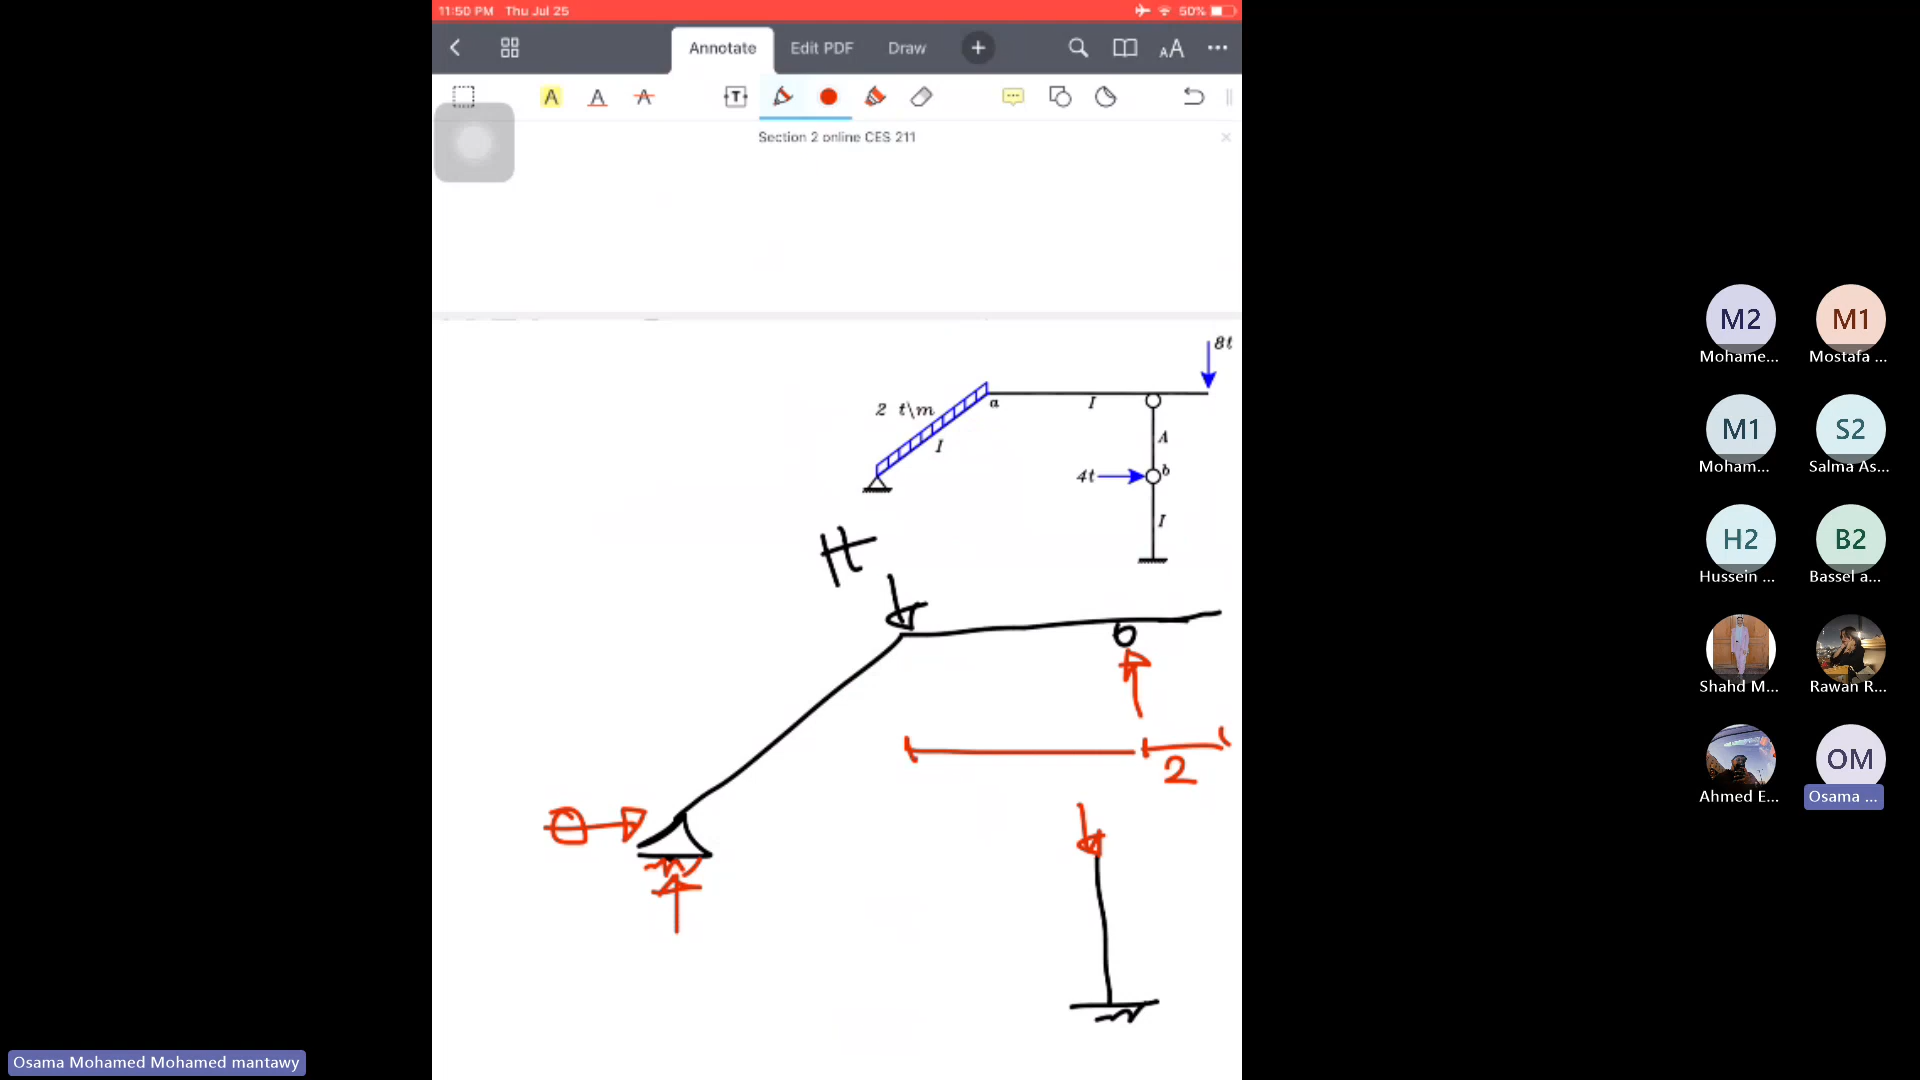 11:50 PM Thu Jul 25
50%
Annotate Edit PDF Draw
Section 2 online CES 211
8t
2 t\m
a
I
I
A
4t
b
I
1t
2
M2
Mohame...
M1
Mostafa ...
M1
Moham...
S2
Salma As...
H2
Hussein ...
B2
Bassel a...
Shahd M...
Rawan R...
Ahmed E...
OM
Osama ...
Osama Mohamed Mohamed mantawy